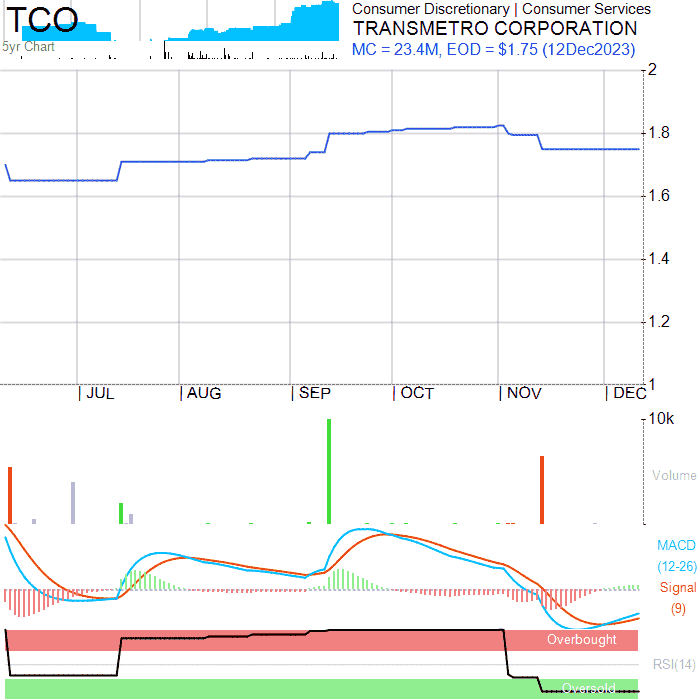 TCO
5yr Chart
Consumer Discretionary | Consumer Services
TRANSMETRO CORPORATION
MC = 23.4M, EOD = $1.75 (12Dec2023)
2
1.8
1.6
1.4
1.2
1
| JUL | AUG | SEP | OCT | NOV | DEC
10k
Volume
MACD
(12-26)
Signal
(9)
Overbought
RSI(14)
Oversold